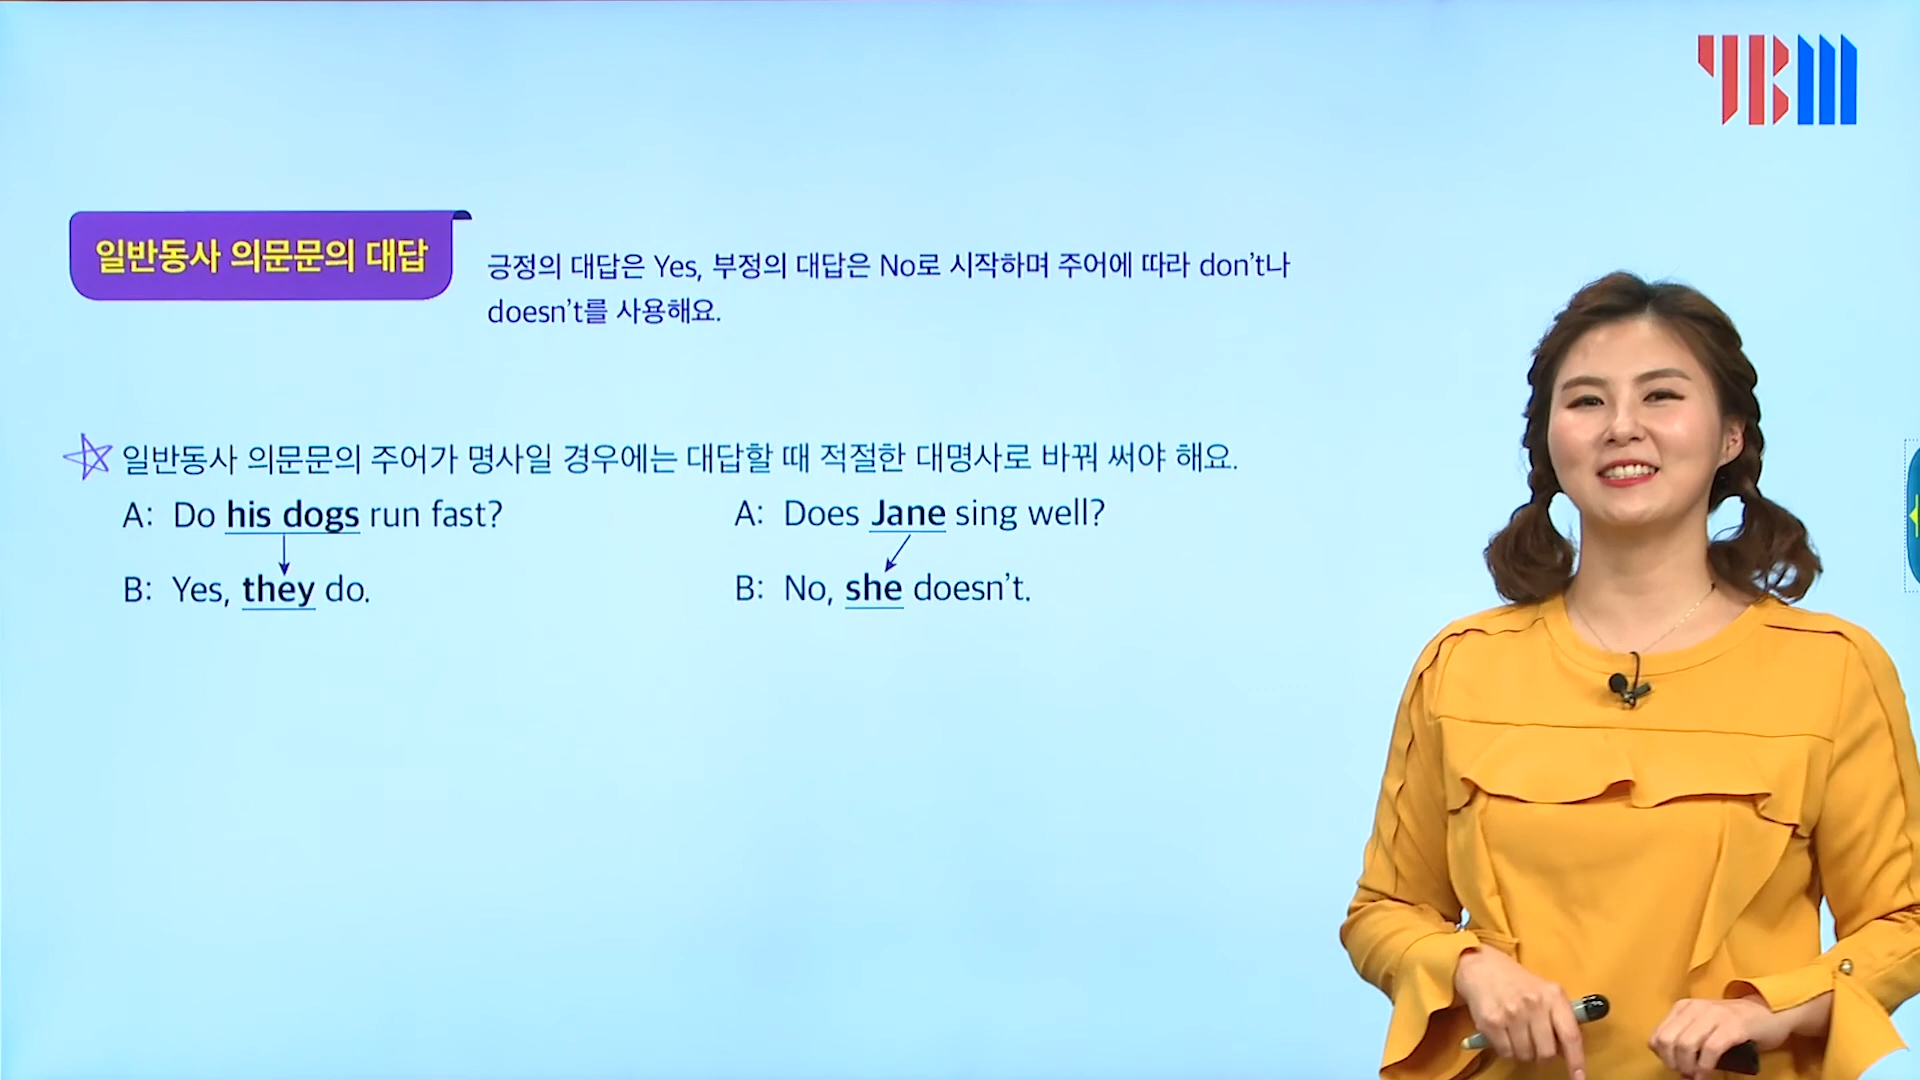 YBM
일반동사 의문문의 대답
긍정의 대답은 Yes, 부정의 대답은 No로 시작하며 주어에 따라 don’t나
doesn’t를 사용해요.
일반동사 의문문의 주어가 명사일 경우에는 대답할 때 적절한 대명사로 바꿔 써야 해요.
A: Do his dogs run fast?
B: Yes, they do.
A: Does Jane sing well?
B: No, she doesn’t.